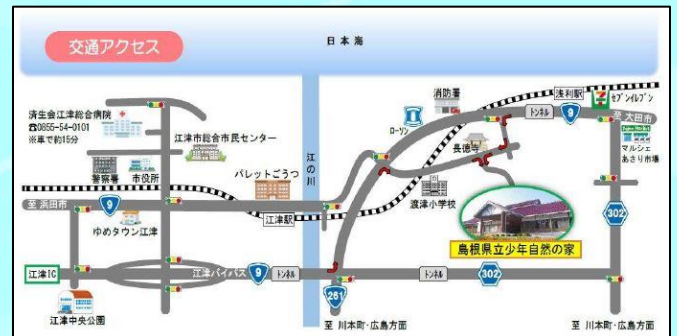 交通アクセス
日本海
済生会江津総合病院
☎0855-54-0101
※車で約15分
江津市総合市民センター
警察署
市役所
パレットごうつ
江の川
消防署
ローソン
浅利駅
トンネル
9
セブンイレブン
至 大田市
マルシェ
あさり市場
長徳寺
渡津小学校
至 浜田市
9
ゆめタウン江津
江津駅
302
島根県立少年自然の家
江津IC
江津バイパス
9
トンネル
トンネル
302
江津中央公園
261
至 川本町・広島方面
至 川本町・広島方面